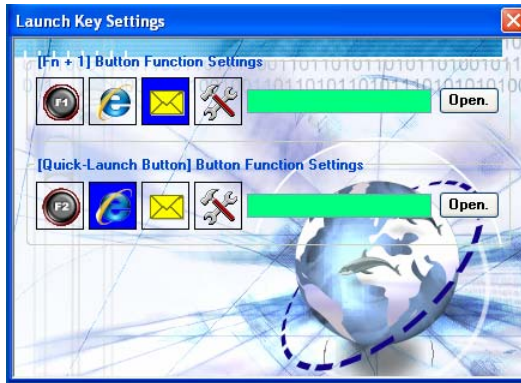 Launch Key Settings
[Fn + 1] Button Function Settings
F1
Open.
[Quick-Launch Button] Button Function Settings
F2
Open.